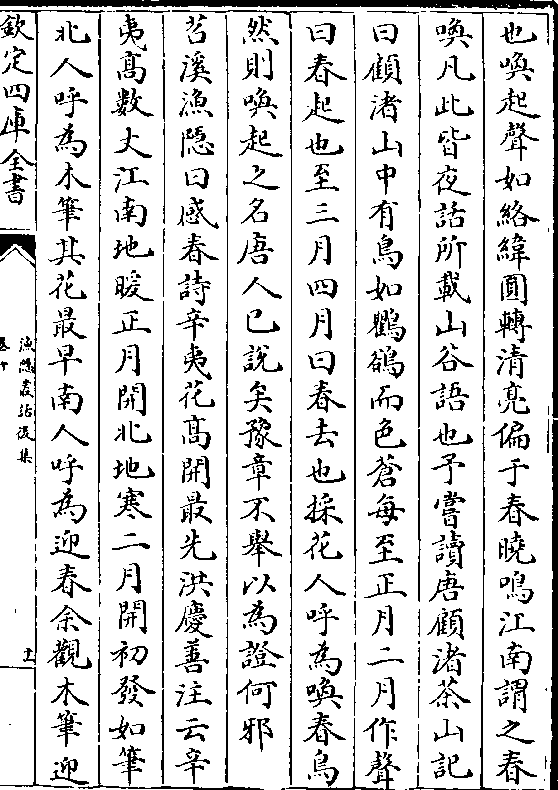 也喚起聲如絡緯圓轉清亮偏于春曉鳴江南謂之春
喚凡此皆夜話所載山谷語也予嘗讀唐顧渚茶山記
曰顧渚山中有鳥如鸜鵒而色蒼每至正月二月作聲
曰春起也至三月四月曰春去也採花人呼為喚春鳥
然則喚起之名唐人已說矣豫章不舉以為證何邪
苕溪漁隠曰感春詩辛夷花髙開最先洪慶善注云辛
夷髙數丈江南地暖正月開北地寒二月開初發如筆
北人呼為木筆其花最早南人呼為迎春余觀木筆迎
欽定四庫全書
漁隱叢話後集
卷十
十一